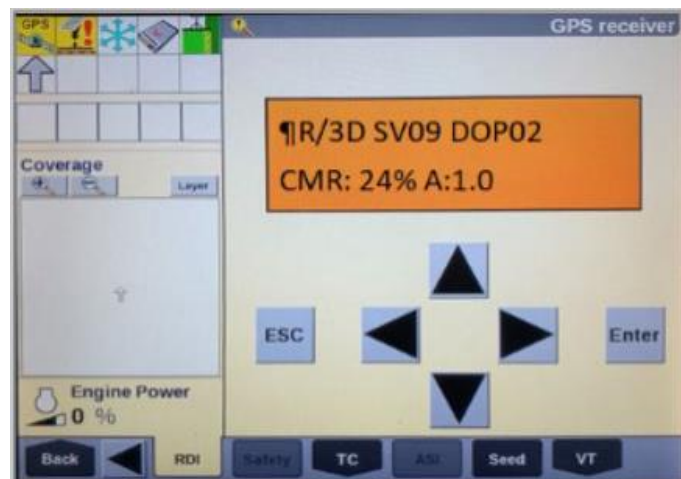 GPS
GPS receiver
¶R/3D SV09 DOP02
CMR: 24% A:1.0
Coverage
Layer
ESC
Enter
Engine Power
0 %
Back
RDI
Safety
TC
ASI
Seed
VT